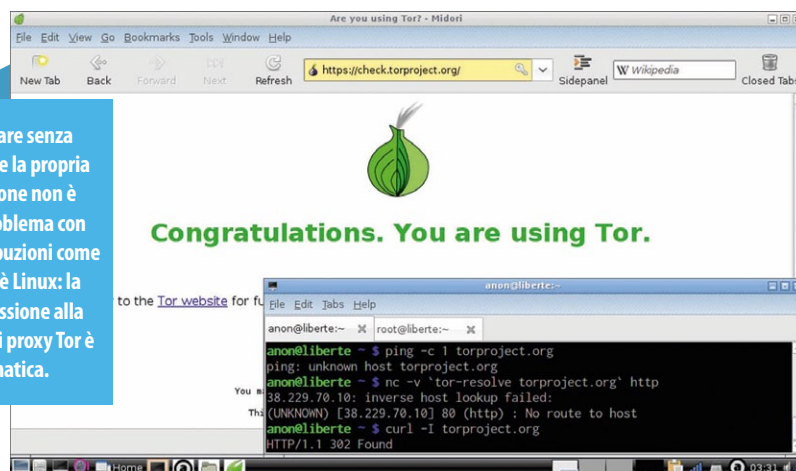 Are you using Tor? - Midori
File Edit View Go Bookmarks Tools Window Help
New Tab Back Forward Next Refresh https://check.torproject.org/ Sidepanel Wikipedia Closed Tabs
are senza
e la propria
one non è
oblema con
buzioni come
è Linux: la
ssione alla
i proxy Tor è
matica.
Congratulations. You are using Tor.
to the Tor website for fu
You m
Thi
anon@liberte:~
File Edit Tabs Help
anon@liberte:~ root@liberte:~
anon@liberte ~ $ ping -c 1 torproject.org
ping: unknown host torproject.org
anon@liberte ~ $ nc -v `tor-resolve torproject.org` http
38.229.70.10: inverse host lookup failed:
(UNKNOWN) [38.229.70.10] 80 (http) : No route to host
anon@liberte ~ $ curl -I torproject.org
HTTP/1.1 302 Found
Home 03:31